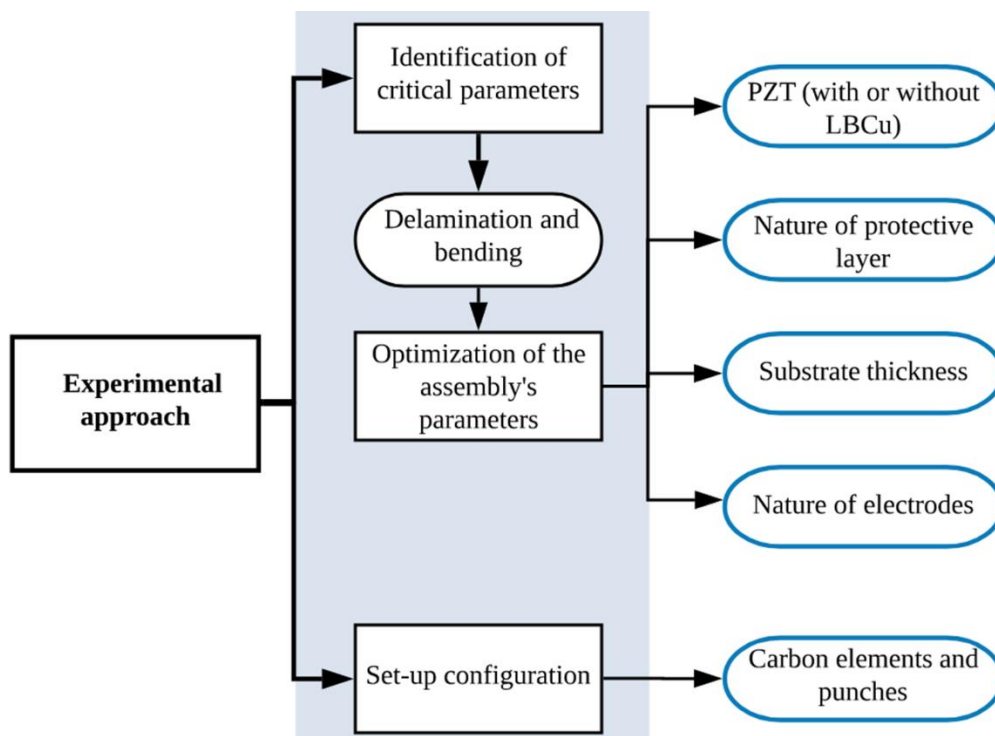 Identification of
critical parameters
Delamination and
bending
Optimization of the
assembly's
parameters
Experimental
approach
Set-up configuration
PZT (with or without
LBCu)
Nature of protective
layer
Substrate thickness
Nature of electrodes
Carbon elements and
punches